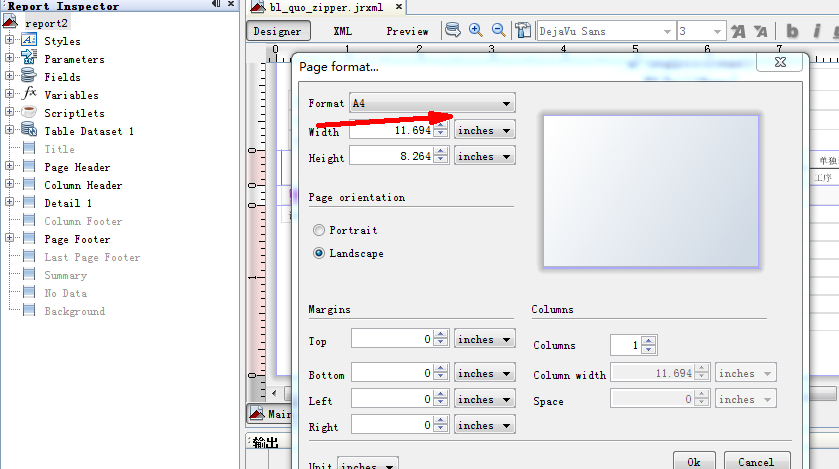 Report Inspector
report2
Styles
Parameters
Fields
Variables
Scriptlets
Table Dataset 1
Title
Page Header
Column Header
Detail 1
Column Footer
Page Footer
Last Page Footer
Summary
No Data
Background
bl_quo_zipper.jrxml
Designer XML Preview DejaVu Sans 3 A A b i
0 1 2 3 4 5 6 7
Page format...
Format A4
Width 11.694 inches
Height 8.264 inches
Page orientation
Portrait
Landscape
Margins
Top 0 inches
Bottom 0 inches
Left 0 inches
Right 0 inches
Columns
Columns 1
Column width 11.694 inches
Space 0 inches
Unit inches
Ok Cancel
单独
工序
0
0
0
1
0
Main
输出